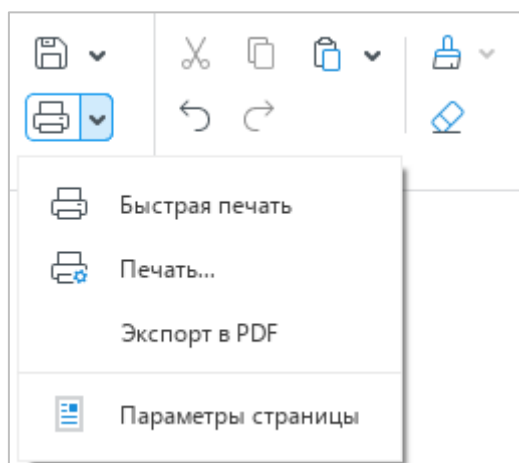 Быстрая печать
Печать...
Экспорт в PDF
Параметры страницы